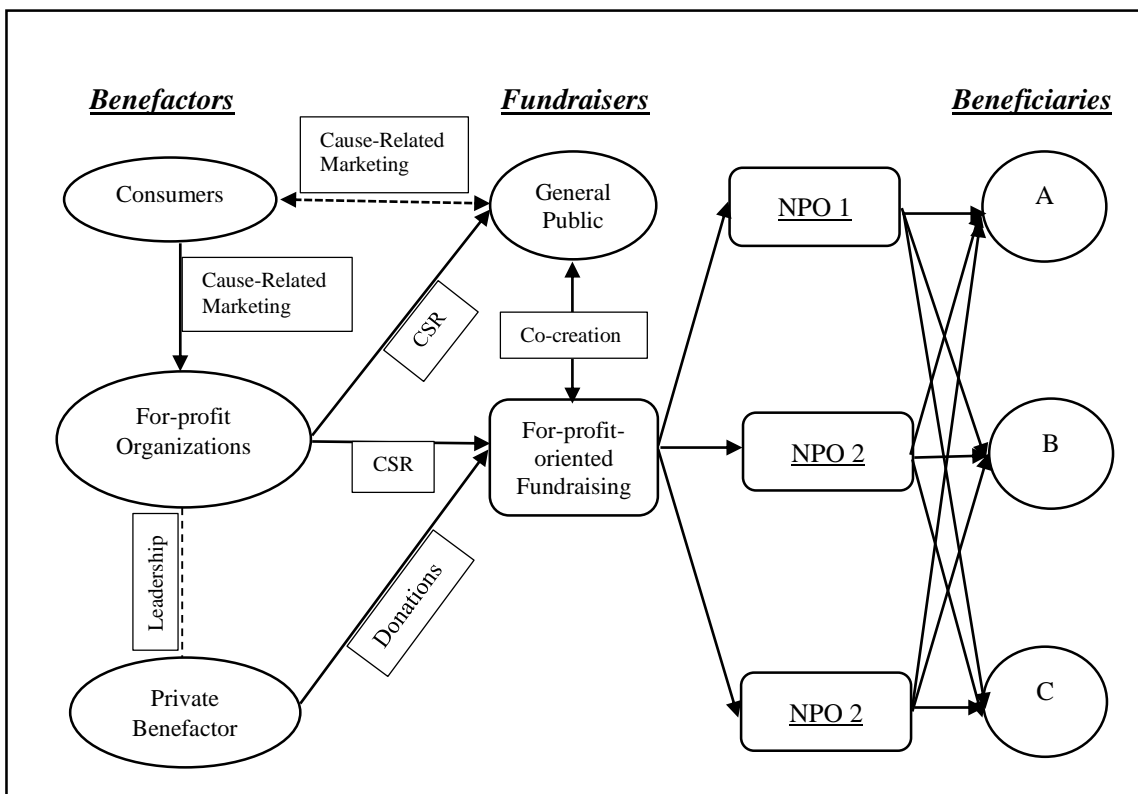 Benefactors
Fundraisers
Beneficiaries
Cause-Related
Marketing
Consumers
General
Public
NPO 1
A
Cause-Related
Marketing
CSR
Co-creation
For-profit
Organizations
CSR
For-profit-
oriented
Fundraising
NPO 2
B
Leadership
Donations
Private
Benefactor
NPO 2
C